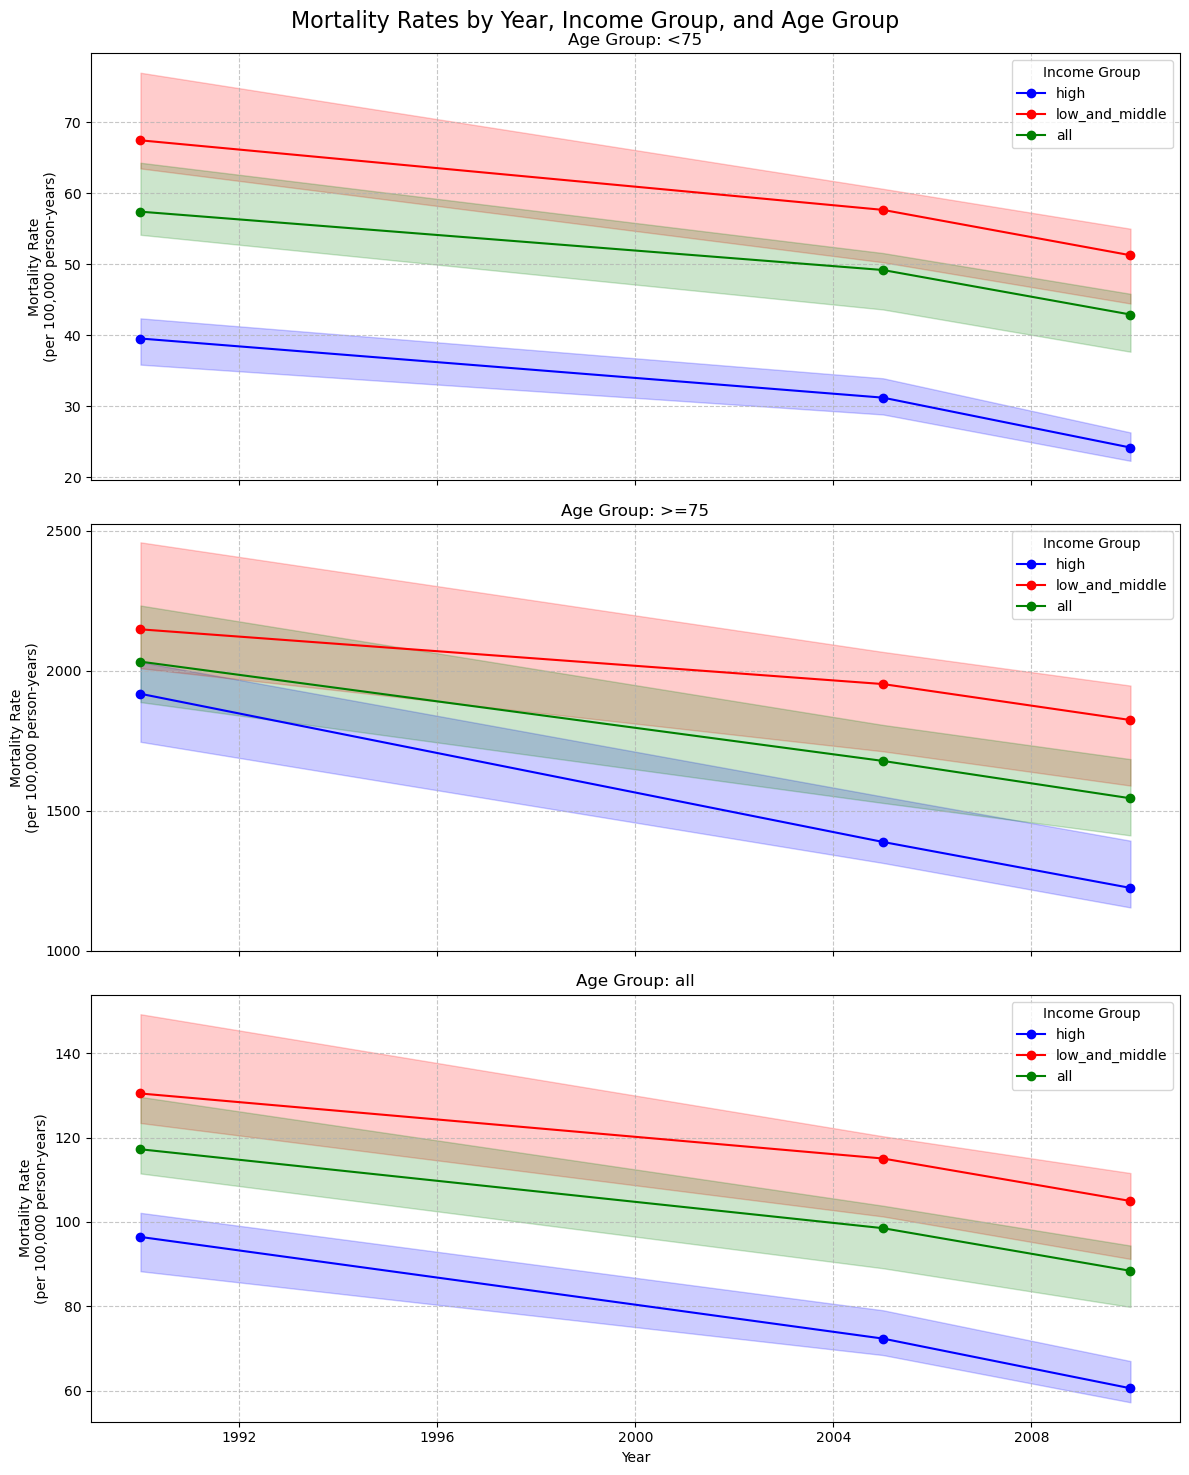 Mortality Rates by Year, Income Group, and Age Group
Age Group: <75
Mortality Rate
(per 100,000 person-years)
70
60
50
40
30
20
Income Group
high
low_and_middle
all
Age Group: >=75
Mortality Rate
(per 100,000 person-years)
2500
2000
1500
1000
Income Group
high
low_and_middle
all
Age Group: all
Mortality Rate
(per 100,000 person-years)
140
120
100
80
60
Income Group
high
low_and_middle
all
1992 1996 2000 2004 2008
Year